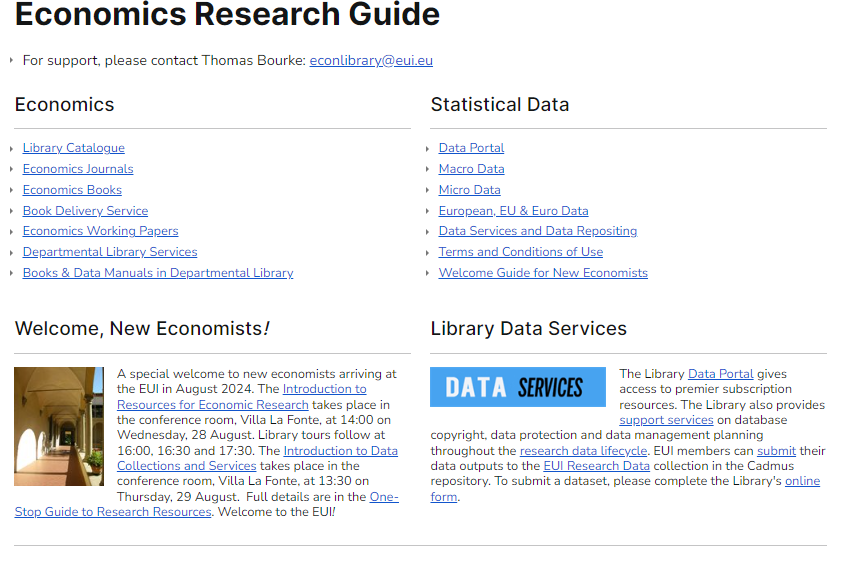 Economics Research Guide
For support, please contact Thomas Bourke: econlibrary@eui.eu
Economics
Library Catalogue
Economics Journals
Economics Books
Book Delivery Service
Economics Working Papers
Departmental Library Services
Books & Data Manuals in Departmental Library
Statistical Data
Data Portal
Macro Data
Micro Data
European, EU & Euro Data
Data Services and Data Repositing
Terms and Conditions of Use
Welcome Guide for New Economists
Welcome, New Economists!
A special welcome to new economists arriving at
the EUI in August 2024. The Introduction to
Resources for Economic Research takes place in
the conference room, Villa La Fonte, at 14:00 on
Wednesday, 28 August. Library tours follow at
16:00, 16:30 and 17:30. The Introduction to Data
Collections and Services takes place in the
conference room, Villa La Fonte, at 13:30 on
Thursday, 29 August. Full details are in the One-
Stop Guide to Research Resources. Welcome to the EUI!
Library Data Services
DATA SERVICES
The Library Data Portal gives
access to premier subscription
resources. The Library also provides
support services on database
copyright, data protection and data management planning
throughout the research data lifecycle. EUI members can submit their
data outputs to the EUI Research Data collection in the Cadmus
repository. To submit a dataset, please complete the Library's online
form.